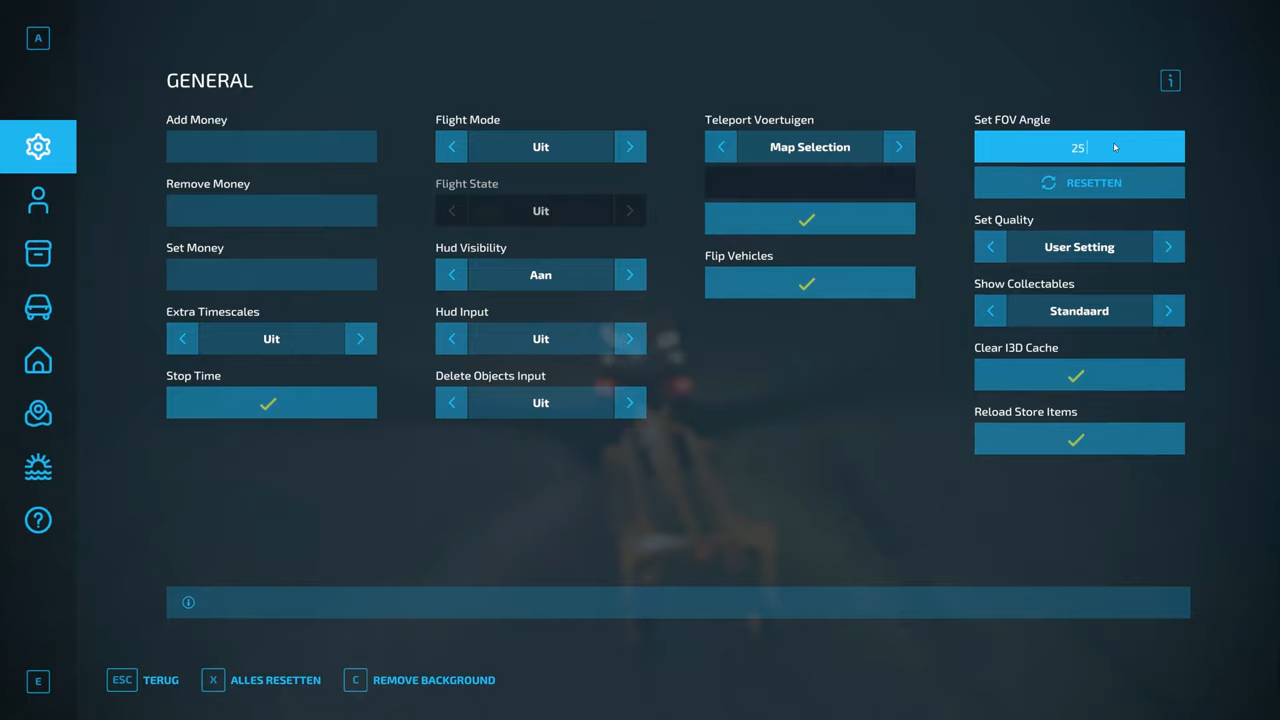 A
GENERAL
Add Money
Remove Money
Set Money
Extra Timescales
Uit
Stop Time
Flight Mode
Uit
Flight State
Uit
Hud Visibility
Aan
Hud Input
Uit
Delete Objects Input
Uit
Teleport Voertuigen
Map Selection
Flip Vehicles
Set FOV Angle
25
RESETTEN
Set Quality
User Setting
Show Collectables
Standaard
Clear I3D Cache
Reload Store Items
E
ESC TERUG X ALLES RESETTEN C REMOVE BACKGROUND